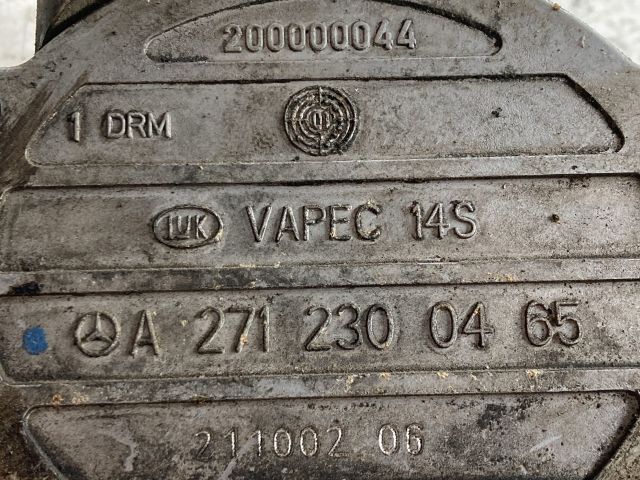 200000044
1 DRM
LUK VAPEC 14S
A 271 230 04 65
211002 06